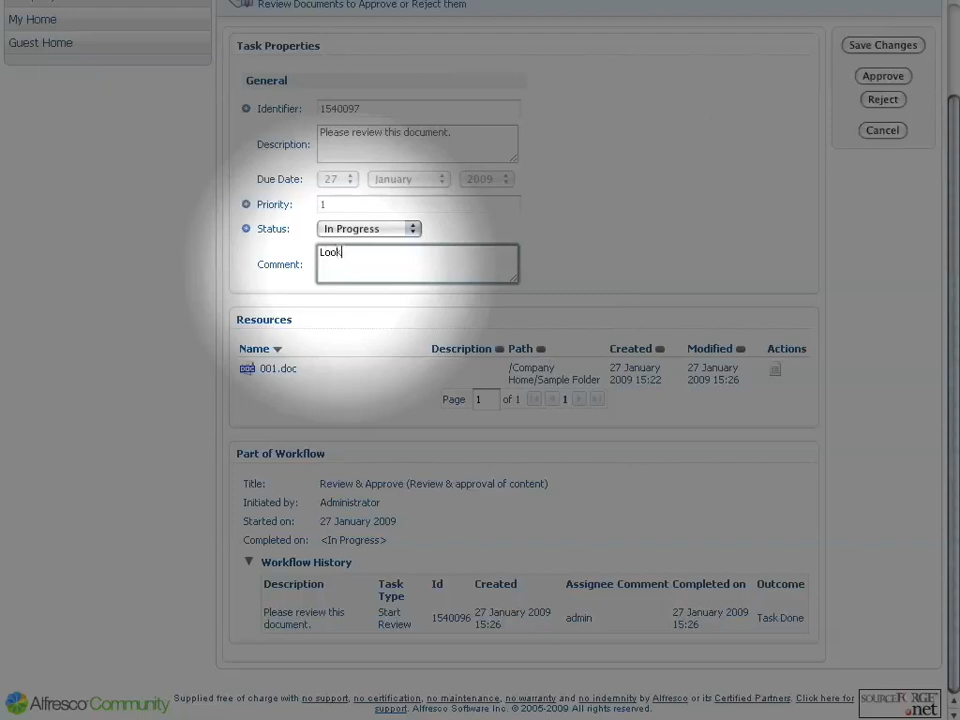 Review Documents to Approve or Reject them
My Home
Guest Home
Task Properties
Save Changes
General
Approve
Identifier: 1540097
Reject
Description: Please review this document.
Cancel
Due Date: 27 January 2009
Priority: 1
Status: In Progress
Comment: Look
Resources
Name Description Path Created Modified Actions
001.doc /Company Home/Sample Folder 27 January 2009 15:22 27 January 2009 15:26
Page 1 of 1 1
Part of Workflow
Title: Review & Approve (Review & approval of content)
Initiated by: Administrator
Started on: 27 January 2009
Completed on: <In Progress>
Workflow History
Description Task Type Id Created Assignee Comment Completed on Outcome
Please review this document. Start Review 1540096 27 January 2009 15:26 admin 27 January 2009 15:26 Task Done
Alfresco Community
Supplied free of charge with no support, no certification, no maintenance, no warranty and no indemnity by Alfresco or its Certified Partners. Click here for
support. Alfresco Software Inc. © 2005-2009 All rights reserved.
SOURCEFORGE
.net